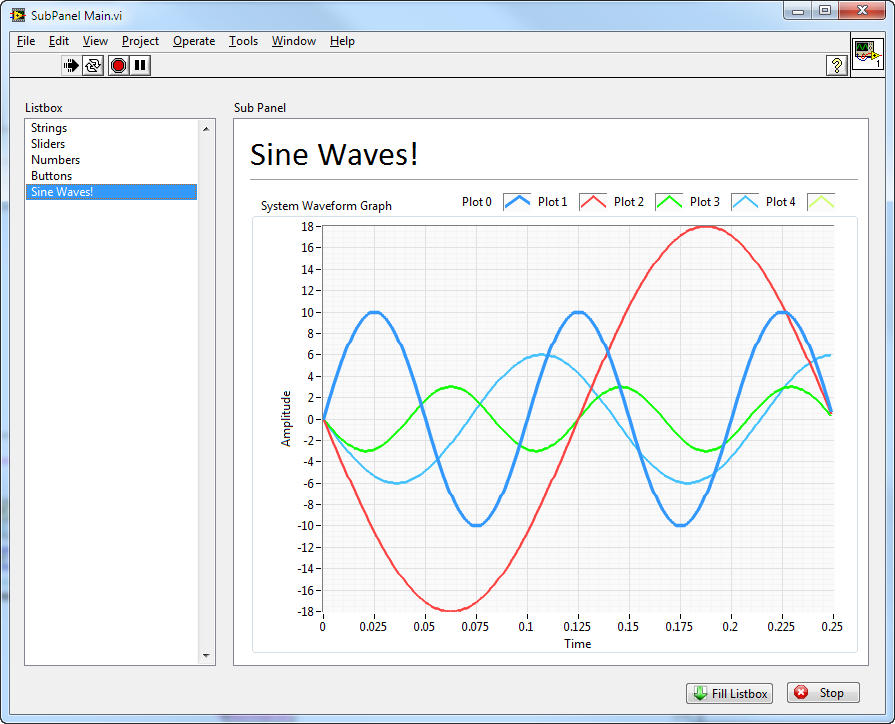 SubPanel Main.vi
File Edit View Project Operate Tools Window Help
?
1
Listbox
Strings
Sliders
Numbers
Buttons
Sine Waves!
Sub Panel
Sine Waves!
System Waveform Graph
Plot 0 Plot 1 Plot 2 Plot 3 Plot 4
18
16
14
12
10
8
6
4
2
0
-2
-4
-6
-8
-10
-12
-14
-16
-18
Amplitude
0 0.025 0.05 0.075 0.1 0.125 0.15 0.175 0.2 0.225 0.25
Time
Fill Listbox Stop